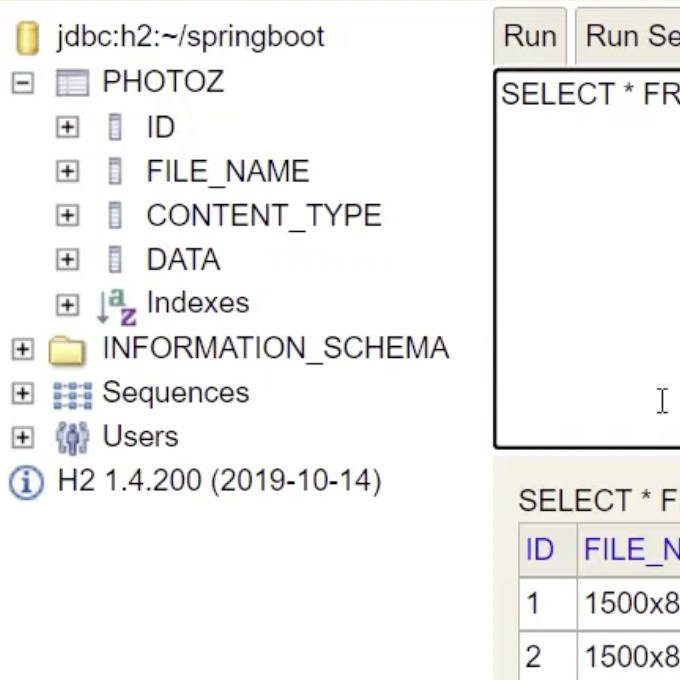 jdbc:h2:~/springboot
PHOTOZ
ID
FILE_NAME
CONTENT_TYPE
DATA
Indexes
INFORMATION_SCHEMA
Sequences
Users
H2 1.4.200 (2019-10-14)
Run Run Se
SELECT * FR
SELECT * F
ID FILE_N
1 1500x8
2 1500x8